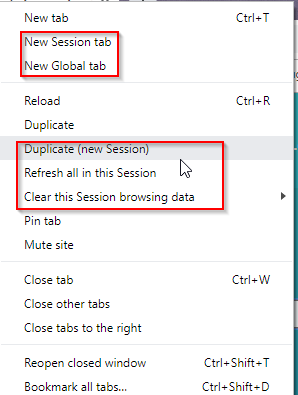 New tab Ctrl+T
New Session tab
New Global tab
Reload Ctrl+R
Duplicate
Duplicate (new Session)
Refresh all in this Session
Clear this Session browsing data
Pin tab
Mute site
Close tab Ctrl+W
Close other tabs
Close tabs to the right
Reopen closed window Ctrl+Shift+T
Bookmark all tabs... Ctrl+Shift+D